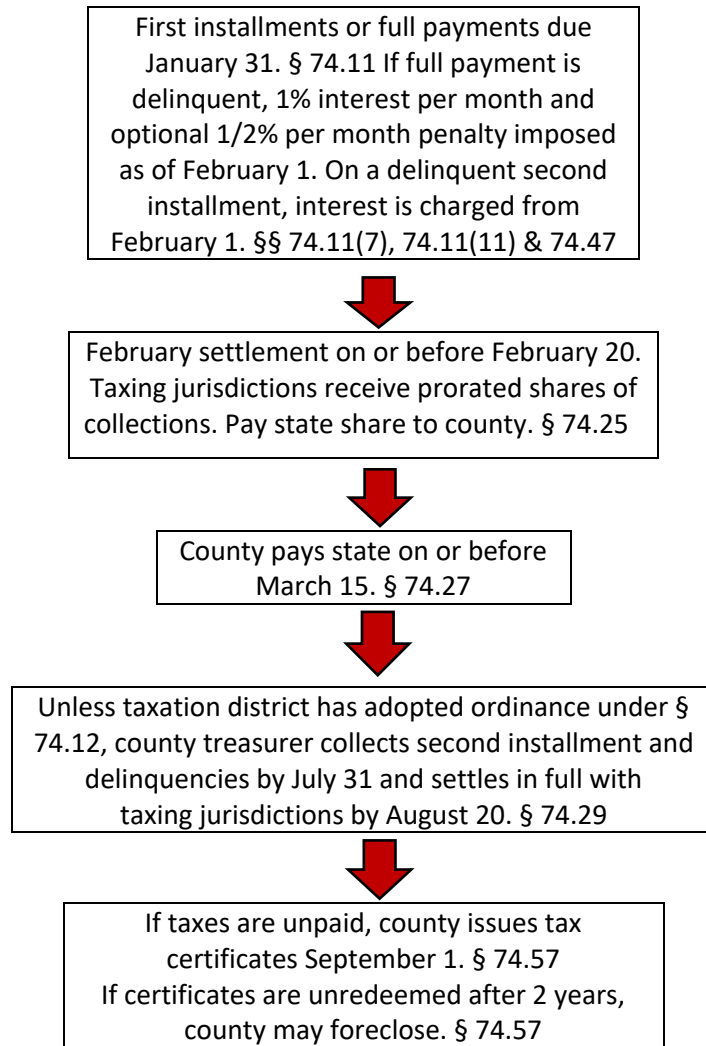 First installments or full payments due
January 31. § 74.11 If full payment is
delinquent, 1% interest per month and
optional 1/2% per month penalty imposed
as of February 1. On a delinquent second
installment, interest is charged from
February 1. §§ 74.11(7), 74.11(11) & 74.47
February settlement on or before February 20.
Taxing jurisdictions receive prorated shares of
collections. Pay state share to county. § 74.25
County pays state on or before
March 15. § 74.27
Unless taxation district has adopted ordinance under §
74.12, county treasurer collects second installment and
delinquencies by July 31 and settles in full with
taxing jurisdictions by August 20. § 74.29
If taxes are unpaid, county issues tax
certificates September 1. § 74.57
If certificates are unredeemed after 2 years,
county may foreclose. § 74.57